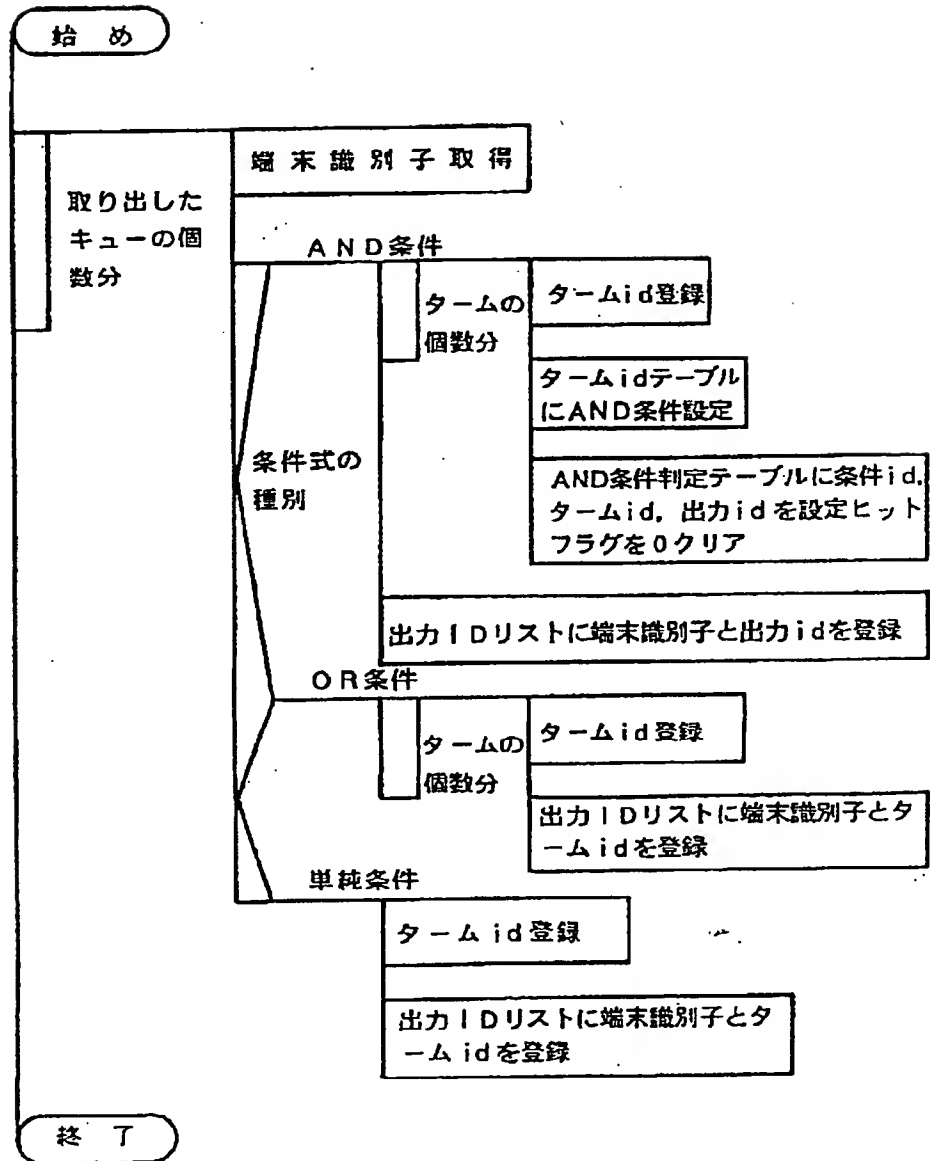 始め
端末識別子取得
取り出した
キューの個
数分
AND条件
タームの
個数分
タームid登録
タームidテーブル
にAND条件設定
条件式の
種別
AND条件判定テーブルに条件id,
タームid, 出力idを設定ヒット
フラグを0クリア
出力IDリストに端末識別子と出力idを登録
OR条件
タームの
個数分
タームid登録
出力IDリストに端末識別子とタ
ームidを登録
単純条件
タームid登録
出力IDリストに端末識別子とタ
ームidを登録
終了